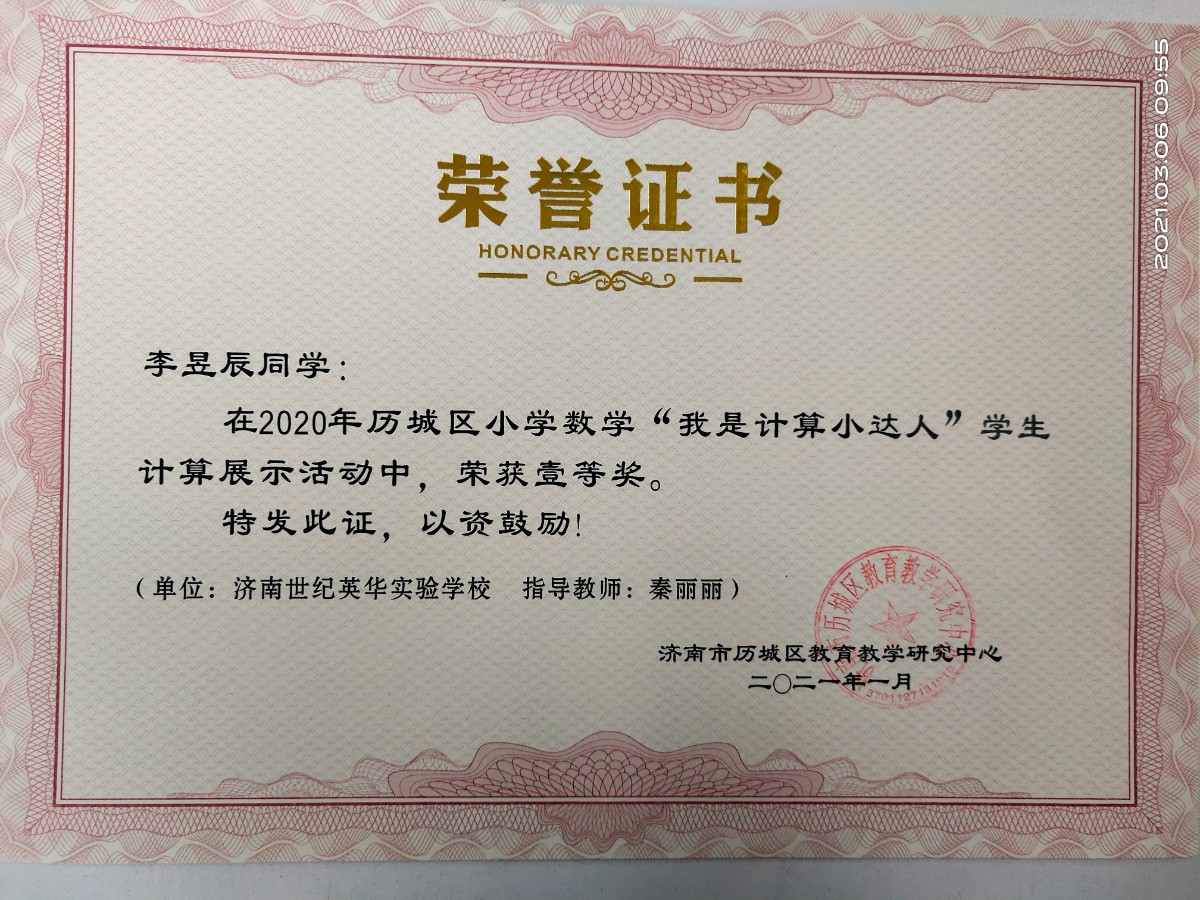 荣誉证书
HONORARY CREDENTIAL
李昱辰同学：
在2020年历城区小学数学“我是计算小达人”学生
计算展示活动中，荣获壹等奖。
特发此证，以资鼓励！
（单位：济南世纪英华实验学校 指导教师：秦丽丽）
济南市历城区教育教学研究中心
二〇二一年一月
2021.03.06 09:55